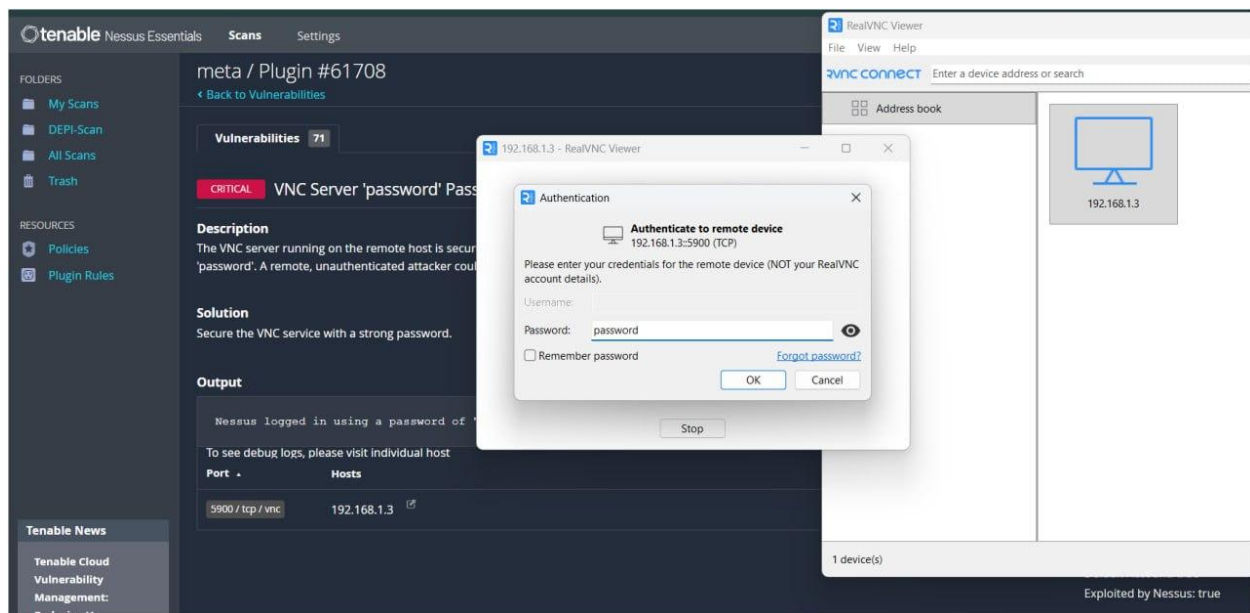 tenable Nessus Essentials
Scans
Settings
FOLDERS
My Scans
DEPI-Scan
All Scans
Trash
RESOURCES
Policies
Plugin Rules
Tenable News
Tenable Cloud
Vulnerability
Management:
meta / Plugin #61708
< Back to Vulnerabilities
Vulnerabilities 71
CRITICAL VNC Server 'password' Pass
Description
The VNC server running on the remote host is secur
'password'. A remote, unauthenticated attacker coul
Solution
Secure the VNC service with a strong password.
Output
Nessus logged in using a password of "
To see debug logs, please visit individual host
Port Hosts
5900 / tcp / vnc 192.168.1.3
192.168.1.3 - RealVNC Viewer
Authentication
Authenticate to remote device
192.168.1.3::5900 (TCP)
Please enter your credentials for the remote device (NOT your RealVNC
account details).
Username:
Password: password
Remember password
Forgot password?
OK Cancel
Stop
RealVNC Viewer
File View Help
RVNC CONNECT Enter a device address or search
Address book
192.168.1.3
1 device(s)
Exploited by Nessus: true